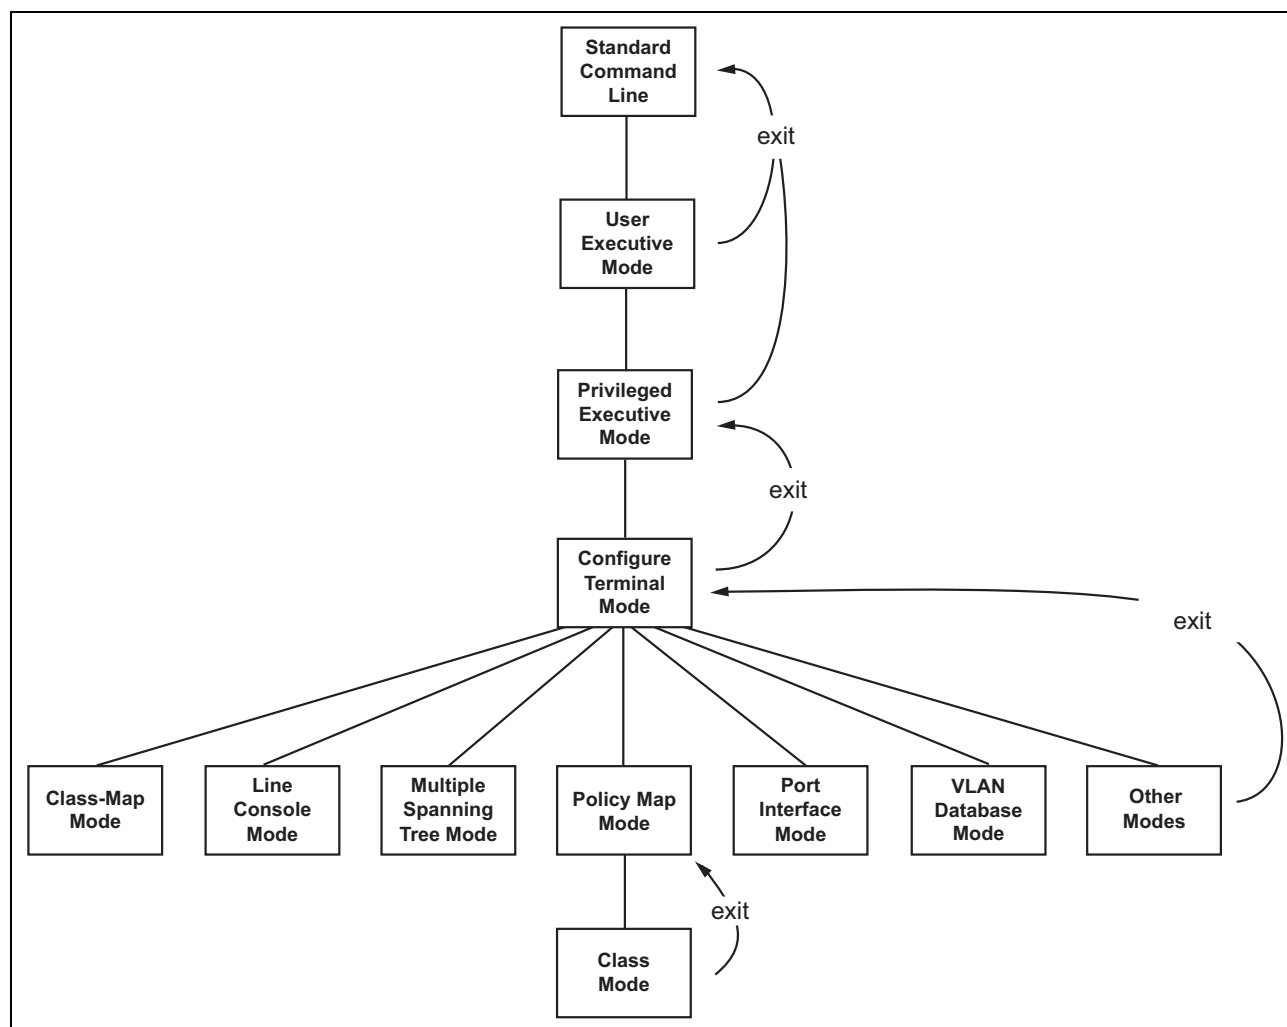 Standard
Command
Line
exit
User
Executive
Mode
Privileged
Executive
Mode
exit
Configure
Terminal
Mode
exit
Class-Map
Mode
Line
Console
Mode
Multiple
Spanning
Tree Mode
Policy Map
Mode
Port
Interface
Mode
VLAN
Database
Mode
Other
Modes
exit
Class
Mode